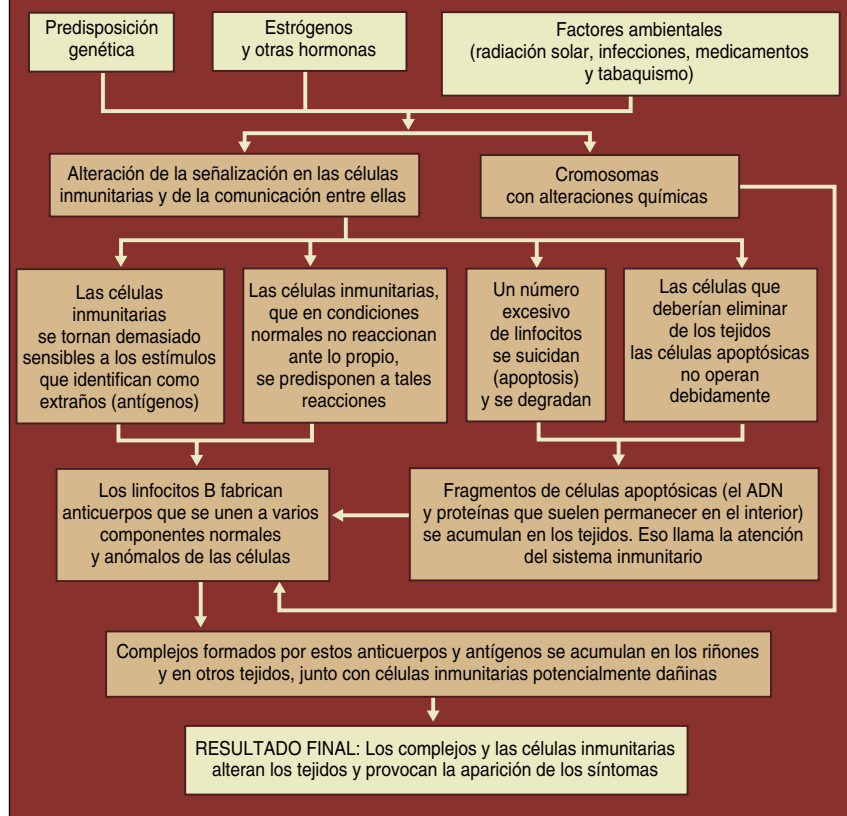 Predisposición
genética
Estrógenos
y otras hormonas
Factores ambientales
(radiación solar, infecciones, medicamentos
y tabaquismo)
Alteración de la señalización en las células
inmunitarias y de la comunicación entre ellas
Cromosomas
con alteraciones químicas
Las células
inmunitarias
se tornan demasiado
sensibles a los estímulos
que identifican como
extraños (antígenos)
Las células inmunitarias,
que en condiciones
normales no reaccionan
ante lo propio,
se predisponen a tales
reacciones
Un número
excesivo
de linfocitos
se suicidan
(apoptosis)
y se degradan
Las células que
deberían eliminar
de los tejidos
las células apoptósicas
no operan
debidamente
Los linfocitos B fabrican
anticuerpos que se unen a varios
componentes normales
y anómalos de las células
Fragmentos de células apoptósicas (el ADN
y proteínas que suelen permanecer en el interior)
se acumulan en los tejidos. Eso llama la atención
del sistema inmunitario
Complejos formados por estos anticuerpos y antígenos se acumulan en los riñones
y en otros tejidos, junto con células inmunitarias potencialmente dañinas
RESULTADO FINAL: Los complejos y las células inmunitarias
alteran los tejidos y provocan la aparición de los síntomas